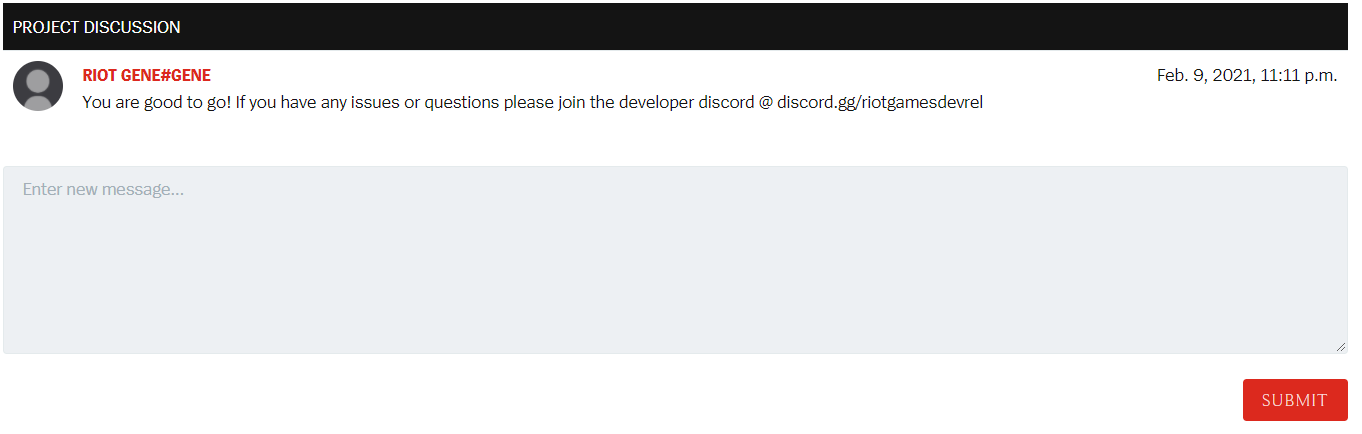 PROJECT DISCUSSION
RIOT GENE#GENE
Feb. 9, 2021, 11:11 p.m.
You are good to go! If you have any issues or questions please join the developer discord @ discord.gg/riotgamesdevrel
Enter new message...
SUBMIT